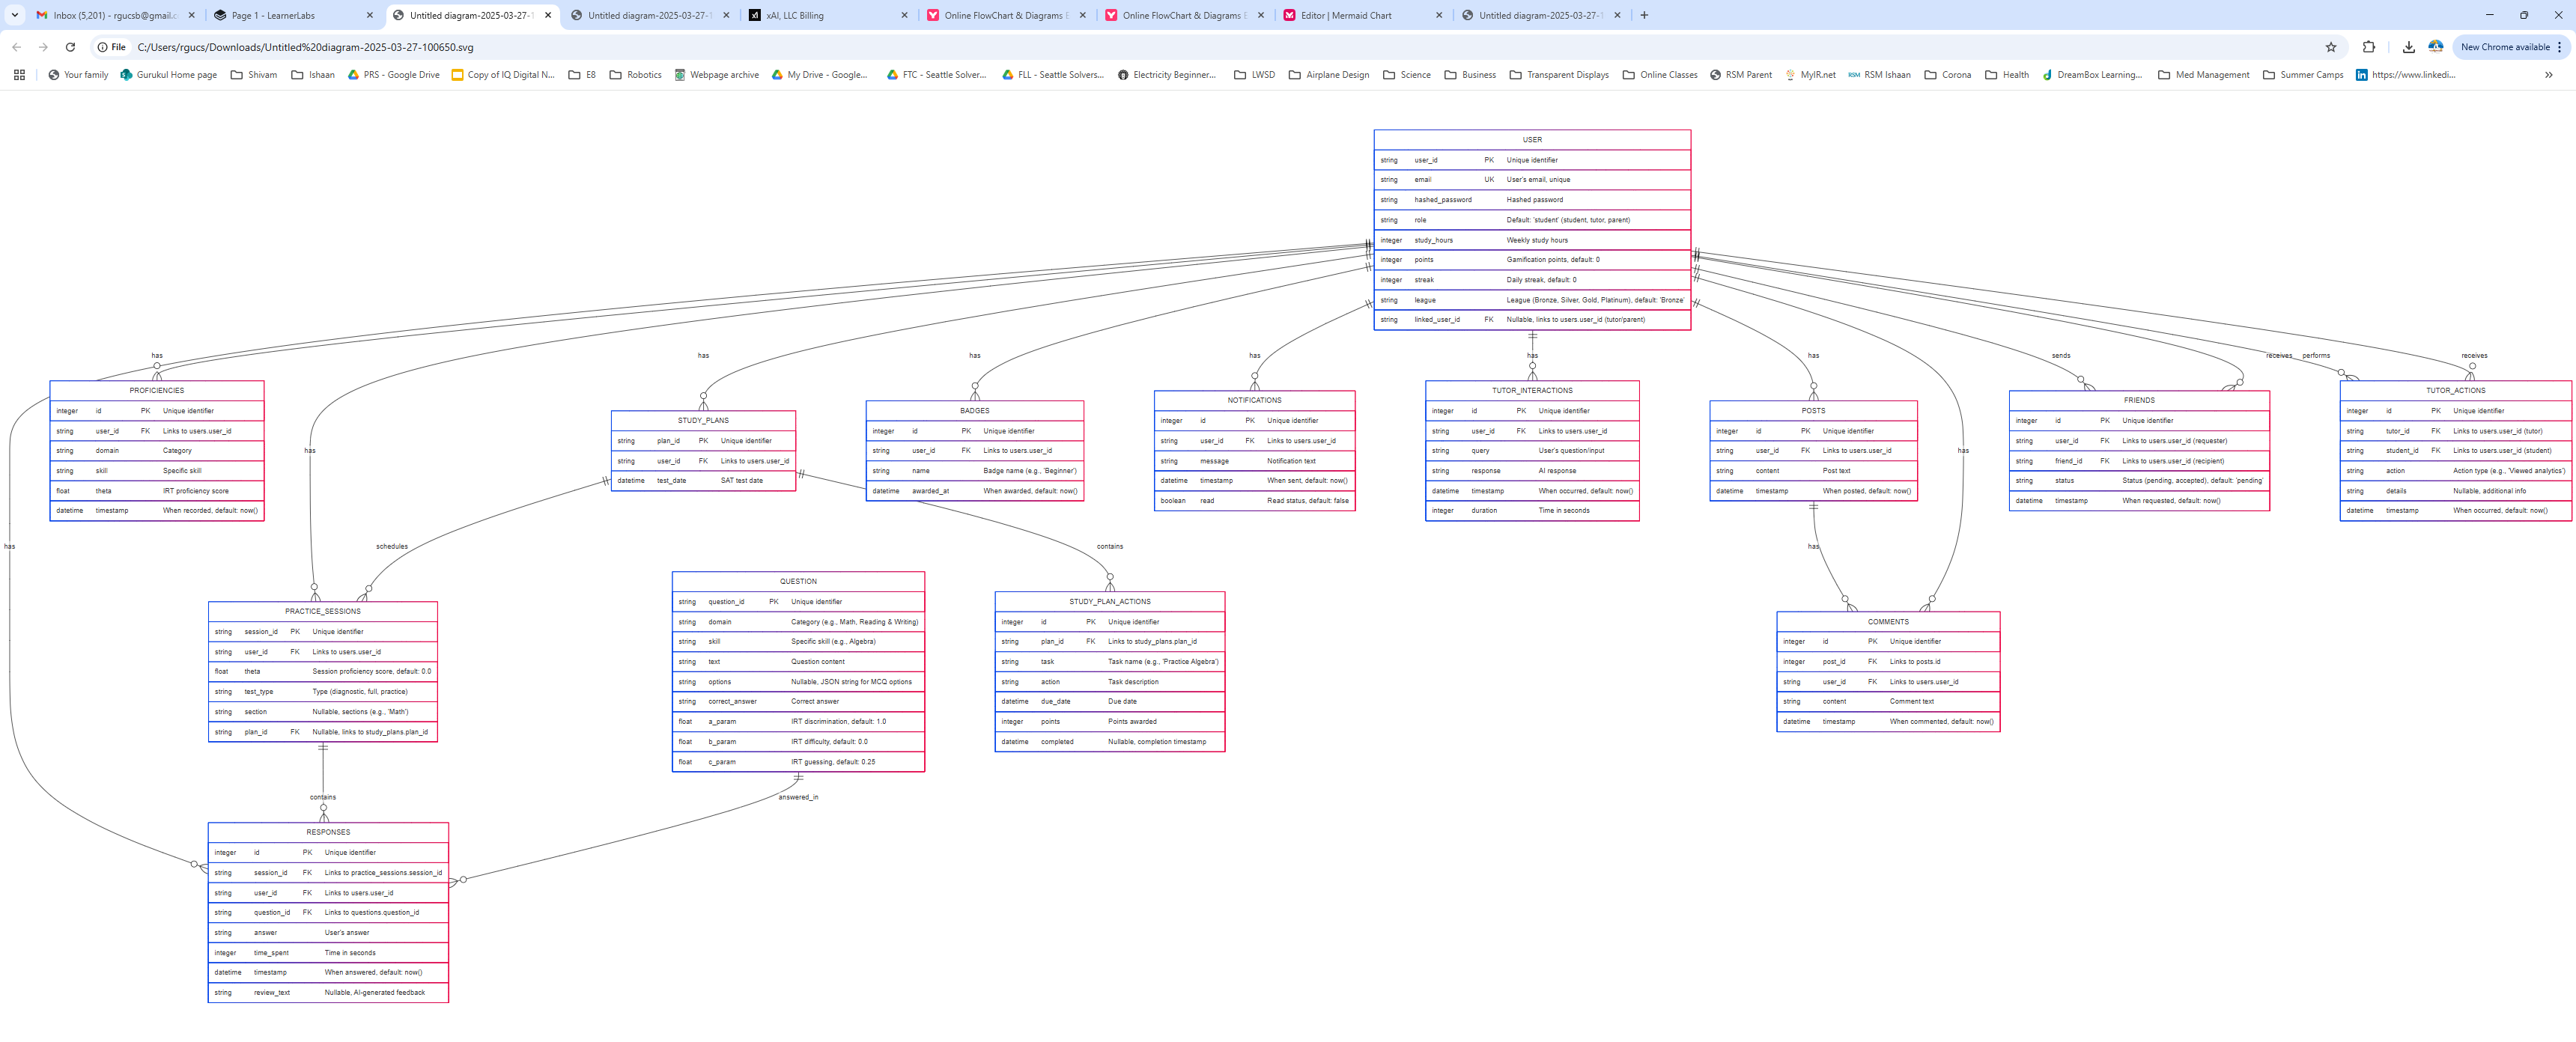 Inbox (5,201) - rgucsb@gmail.c
Page 1 - LearnerLabs
Untitled diagram-2025-03-27-1
Untitled diagram-2025-03-27-1
xAI, LLC Billing
Online FlowChart & Diagrams E
Online FlowChart & Diagrams E
Editor | Mermaid Chart
Untitled diagram-2025-03-27-1
File C:/Users/rgucs/Downloads/Untitled%20diagram-2025-03-27-100650.svg
New Chrome available
Your family
Gurukul Home page
Shivam
Ishaan
PRS - Google Drive
Copy of IQ Digital N...
E8
Robotics
Webpage archive
My Drive - Google...
FTC - Seattle Solver...
FLL - Seattle Solvers...
Electricity Beginner...
LWSD
Airplane Design
Science
Business
Transparent Displays
Online Classes
RSM Parent
MyIR.net
RSM Ishaan
Corona
Health
DreamBox Learning...
Med Management
Summer Camps
https://www.linkedi...
USER
string user_id PK Unique identifier
string email UK User's email, unique
string hashed_password Hashed password
string role Default: 'student' (student, tutor, parent)
integer study_hours Weekly study hours
integer points Gamification points, default: 0
integer streak Daily streak, default: 0
string league League (Bronze, Silver, Gold, Platinum), default: 'Bronze'
string linked_user_id FK Nullable, links to users.user_id (tutor/parent)
has
has
has
has
has
has
sends
receives
performs
receives
PROFICIENCIES
integer id PK Unique identifier
string user_id FK Links to users.user_id
string domain Category
string skill Specific skill
float theta IRT proficiency score
datetime timestamp When recorded, default: now()
has
STUDY_PLANS
string plan_id PK Unique identifier
string user_id FK Links to users.user_id
datetime test_date SAT test date
BADGES
integer id PK Unique identifier
string user_id FK Links to users.user_id
string name Badge name (e.g., 'Beginner')
datetime awarded_at When awarded, default: now()
NOTIFICATIONS
integer id PK Unique identifier
string user_id FK Links to users.user_id
string message Notification text
datetime timestamp When sent, default: now()
boolean read Read status, default: false
TUTOR_INTERACTIONS
integer id PK Unique identifier
string user_id FK Links to users.user_id
string query User's question/input
string response AI response
datetime timestamp When occurred, default: now()
integer duration Time in seconds
POSTS
integer id PK Unique identifier
string user_id FK Links to users.user_id
string content Post text
datetime timestamp When posted, default: now()
has
FRIENDS
integer id PK Unique identifier
string user_id FK Links to users.user_id (requester)
string friend_id FK Links to users.user_id (recipient)
string status Status (pending, accepted), default: 'pending'
datetime timestamp When requested, default: now()
TUTOR_ACTIONS
integer id PK Unique identifier
string tutor_id FK Links to users.user_id (tutor)
string student_id FK Links to users.user_id (student)
string action Action type (e.g., 'Viewed analytics')
string details Nullable, additional info
datetime timestamp When occurred, default: now()
has
schedules
contains
has
PRACTICE_SESSIONS
string session_id PK Unique identifier
string user_id FK Links to users.user_id
float theta Session proficiency score, default: 0.0
string test_type Type (diagnostic, full, practice)
string section Nullable, sections (e.g., 'Math')
string plan_id FK Nullable, links to study_plans.plan_id
QUESTION
string question_id PK Unique identifier
string domain Category (e.g., Math, Reading & Writing)
string skill Specific skill (e.g., Algebra)
string text Question content
string options Nullable, JSON string for MCQ options
string correct_answer Correct answer
float a_param IRT discrimination, default: 1.0
float b_param IRT difficulty, default: 0.0
float c_param IRT guessing, default: 0.25
STUDY_PLAN_ACTIONS
integer id PK Unique identifier
string plan_id FK Links to study_plans.plan_id
string task Task name (e.g., 'Practice Algebra')
string action Task description
datetime due_date Due date
integer points Points awarded
datetime completed Nullable, completion timestamp
COMMENTS
integer id PK Unique identifier
integer post_id FK Links to posts.id
string user_id FK Links to users.user_id
string content Comment text
datetime timestamp When commented, default: now()
contains
answered_in
RESPONSES
integer id PK Unique identifier
string session_id FK Links to practice_sessions.session_id
string user_id FK Links to users.user_id
string question_id FK Links to questions.question_id
string answer User's answer
integer time_spent Time in seconds
datetime timestamp When answered, default: now()
string review_text Nullable, AI-generated feedback